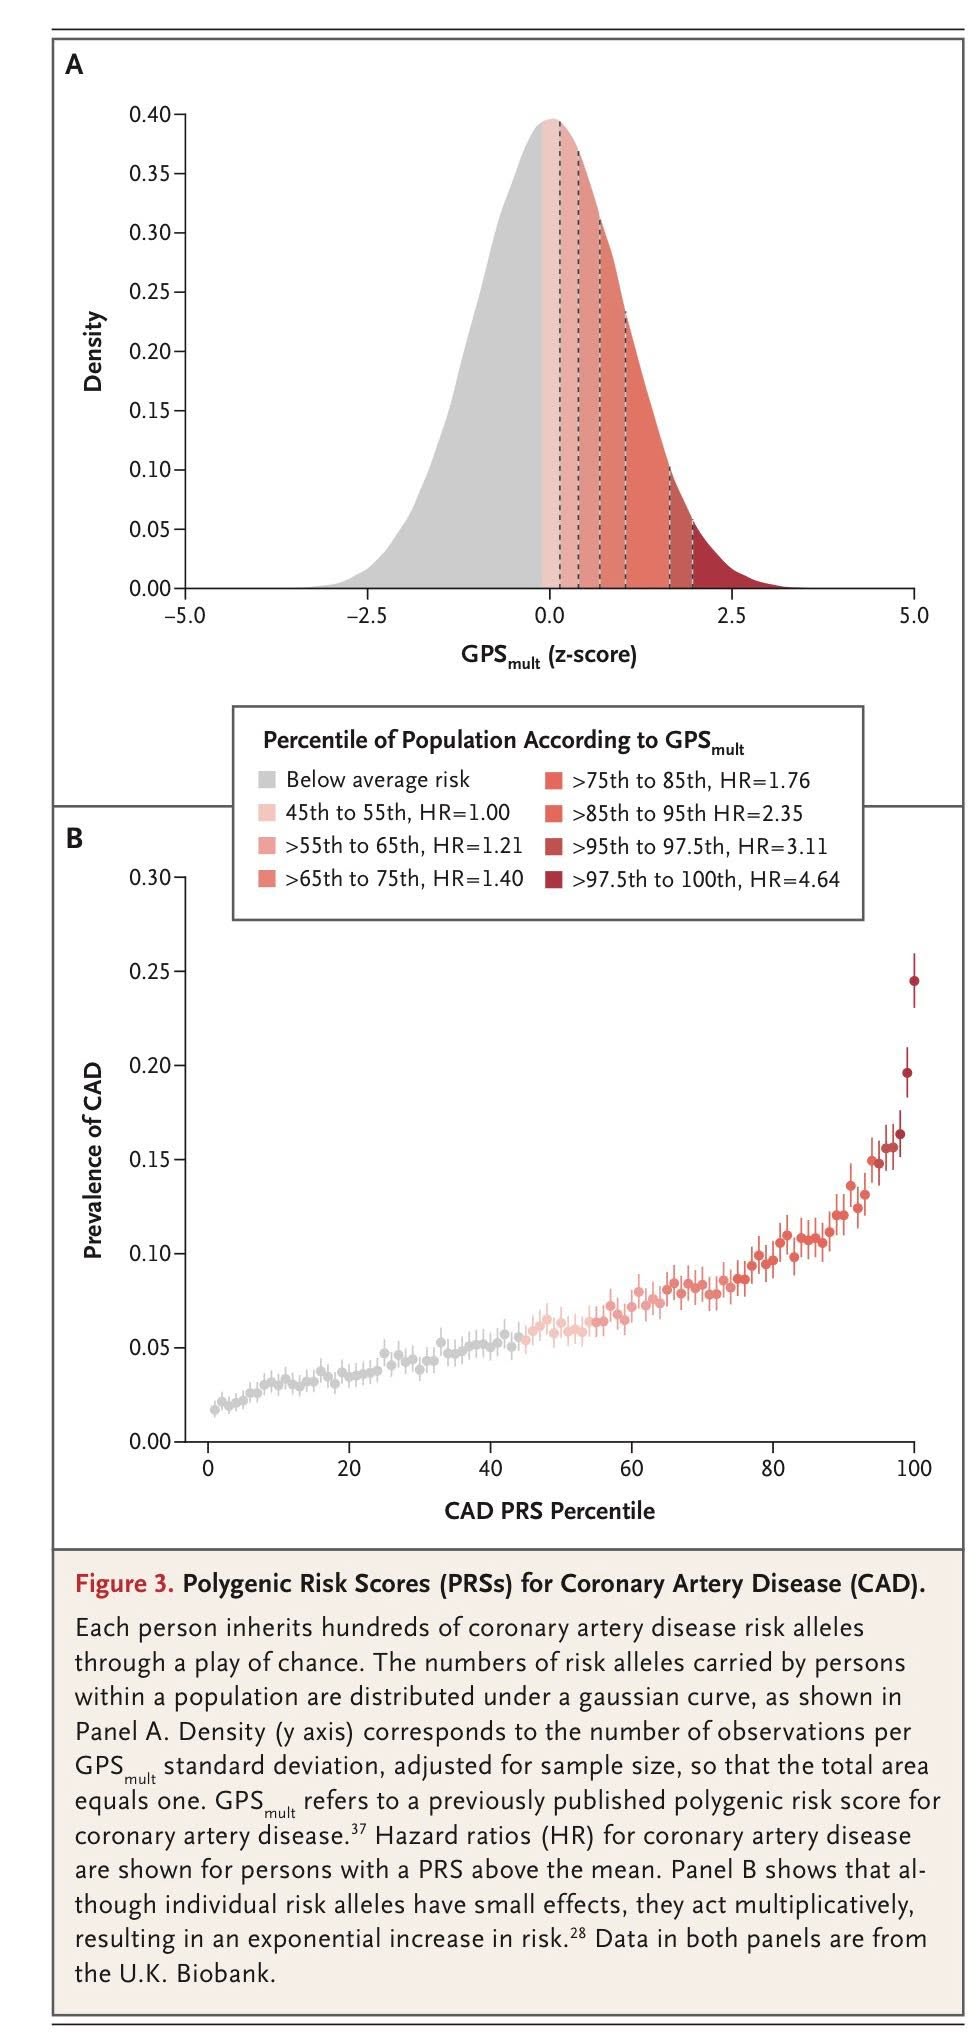 A
0.40
0.35
0.30
0.25
0.20
0.15
0.10
0.05
0.00
Density
−5.0 −2.5 0.0 2.5 5.0
GPSmult (z-score)
Percentile of Population According to GPSmult
Below average risk
45th to 55th, HR=1.00
>55th to 65th, HR=1.21
>65th to 75th, HR=1.40
>75th to 85th, HR=1.76
>85th to 95th HR=2.35
>95th to 97.5th, HR=3.11
>97.5th to 100th, HR=4.64
B
0.30
0.25
0.20
0.15
0.10
0.05
0.00
Prevalence of CAD
0 20 40 60 80 100
CAD PRS Percentile
Figure 3. Polygenic Risk Scores (PRSs) for Coronary Artery Disease (CAD).
Each person inherits hundreds of coronary artery disease risk alleles
through a play of chance. The numbers of risk alleles carried by persons
within a population are distributed under a gaussian curve, as shown in
Panel A. Density (y axis) corresponds to the number of observations per
GPSmult standard deviation, adjusted for sample size, so that the total area
equals one. GPSmult refers to a previously published polygenic risk score for
coronary artery disease.37 Hazard ratios (HR) for coronary artery disease
are shown for persons with a PRS above the mean. Panel B shows that al-
though individual risk alleles have small effects, they act multiplicatively,
resulting in an exponential increase in risk.28 Data in both panels are from
the U.K. Biobank.